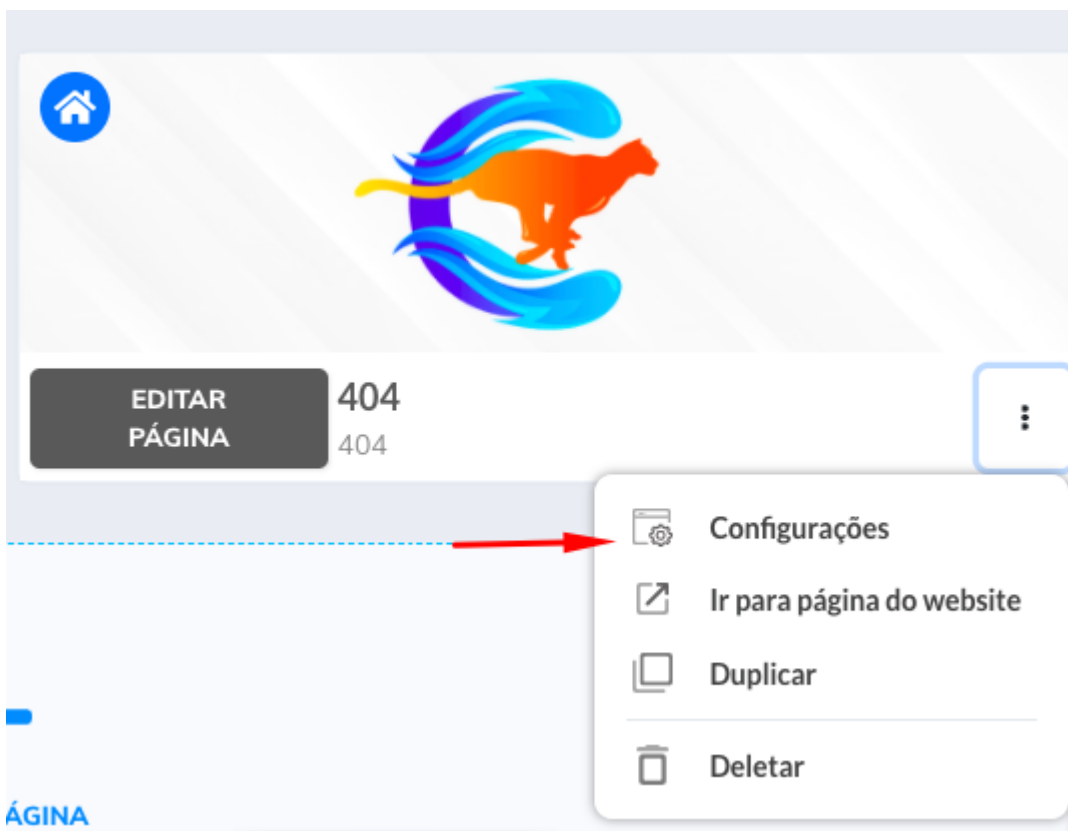 EDITAR
PÁGINA
404
404
Configurações
Ir para página do website
Duplicar
Deletar
ÁGINA